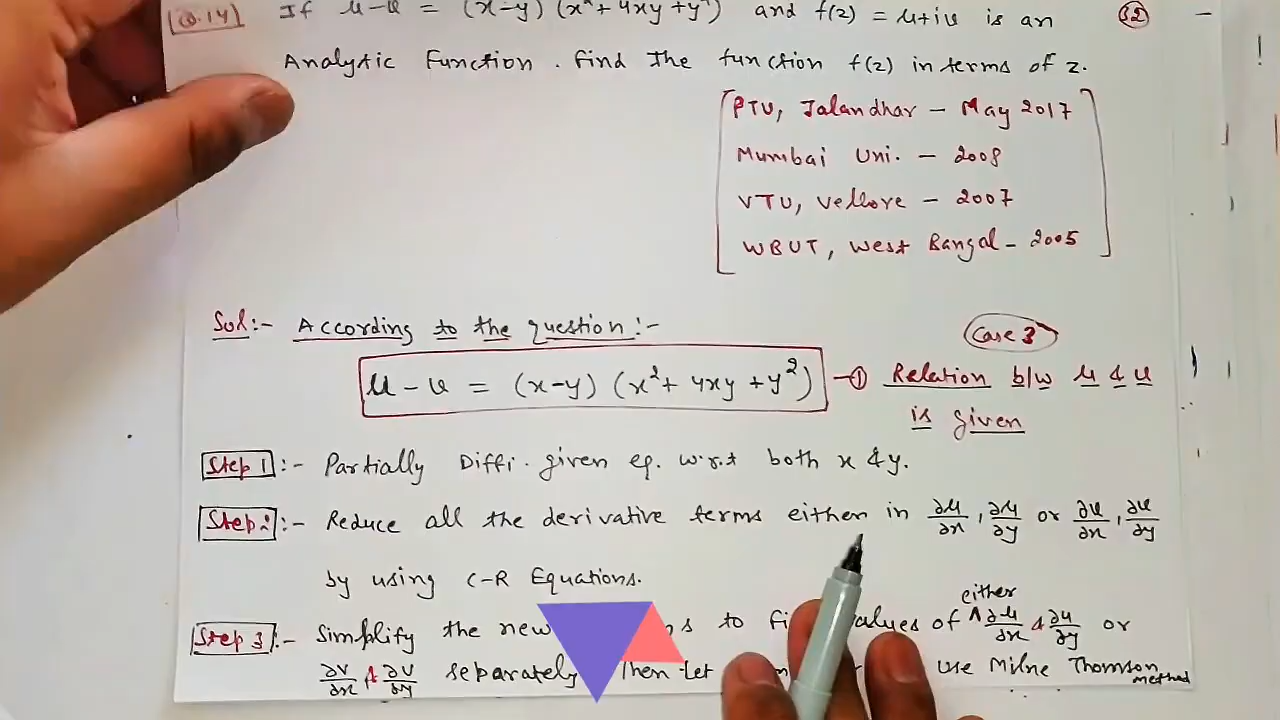 Q.14 If u-v = (x-y) (x²+4xy+y²) and f(z) = u+iv is an 32
Analytic Function. find the function f(z) in terms of z.
[PTU, Jalandhar - May 2017
Mumbai Uni. - 2008
VTU, Vellore - 2007
WBUT, West Bangal - 2005]
Sol:- According to the question:-
Case 3
u - v = (x-y) (x²+ 4xy +y²) —① Relation b/w u & v
is given
Step 1:- Partially Diffi. given eq. w.r.t both x & y.
Step 2:- Reduce all the derivative terms either in ∂u/∂x, ∂u/∂y or ∂v/∂x, ∂v/∂y
by using C-R Equations.
Step 3:- Simplify the new to values of either ∂u/∂x & ∂u/∂y or
∂v/∂x & ∂v/∂y separately Then let use Milne Thomson method